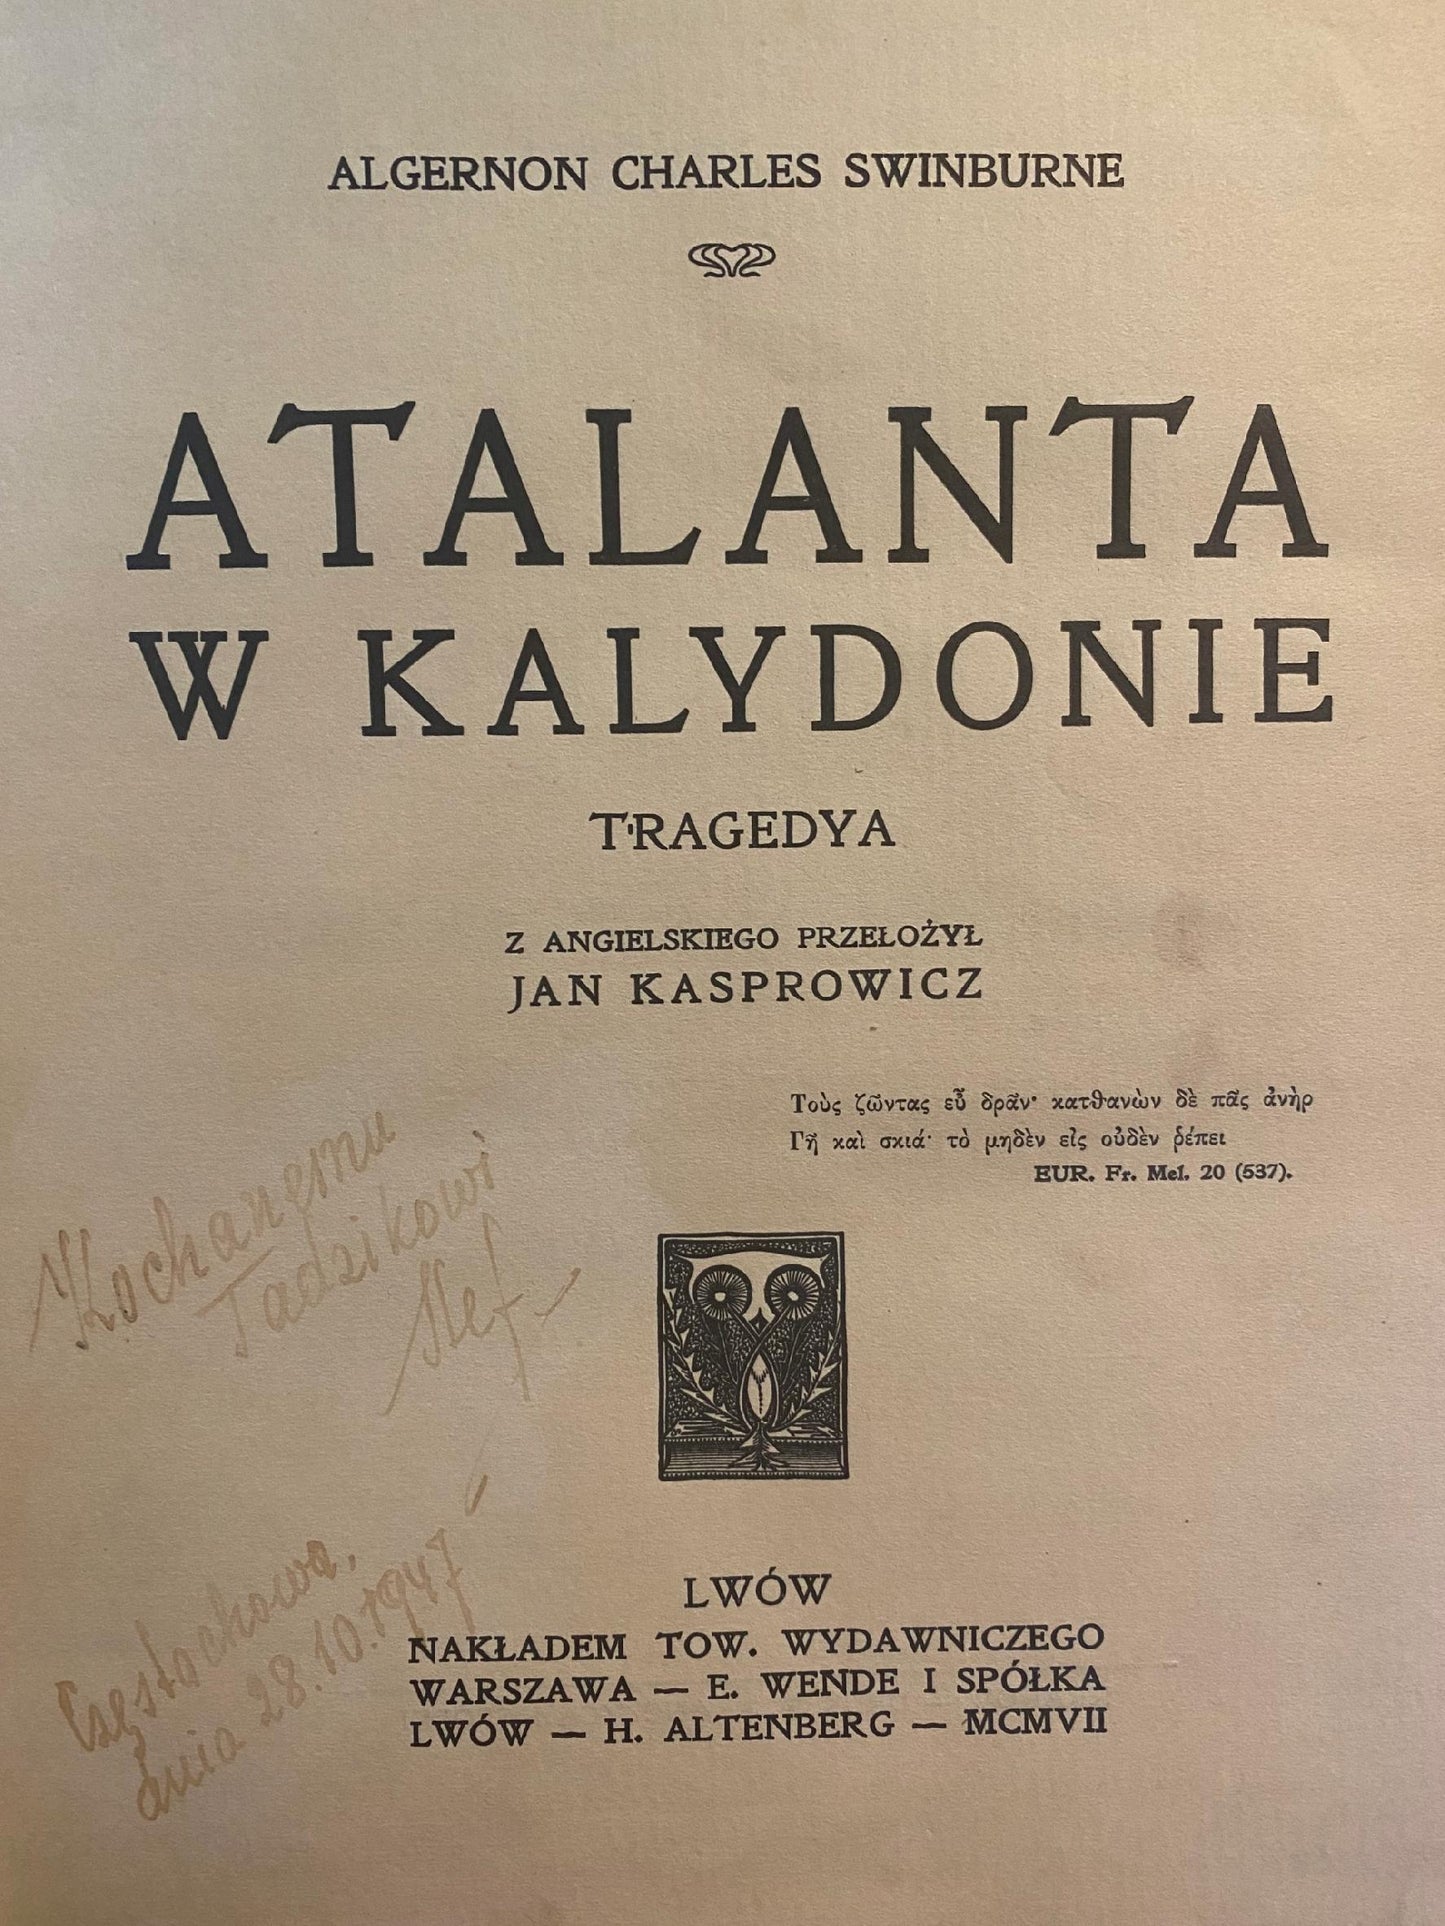 ALGERNON CHARLES SWINBURNE
ATALANTA
W KALYDONIE
TRAGEDYA
Z ANGIELSKIEGO PRZEŁOŻYŁ
JAN KASPROWICZ
Τοὺς ζῶντας εὖ δρᾶν· κατθανὼν δὲ πᾶς ἀνὴρ
Γῆ καὶ σκιά· τὸ μηδὲν εἰς οὐδὲν ῥέπει
EUR. Fr. Mel. 20 (537).
Kochanemu
Tadzikowi
Częstochowa,
dnia 28.10.1947
LWÓW
NAKŁADEM TOW. WYDAWNICZEGO
WARSZAWA — E. WENDE I SPÓŁKA
LWÓW — H. ALTENBERG — MCMVII